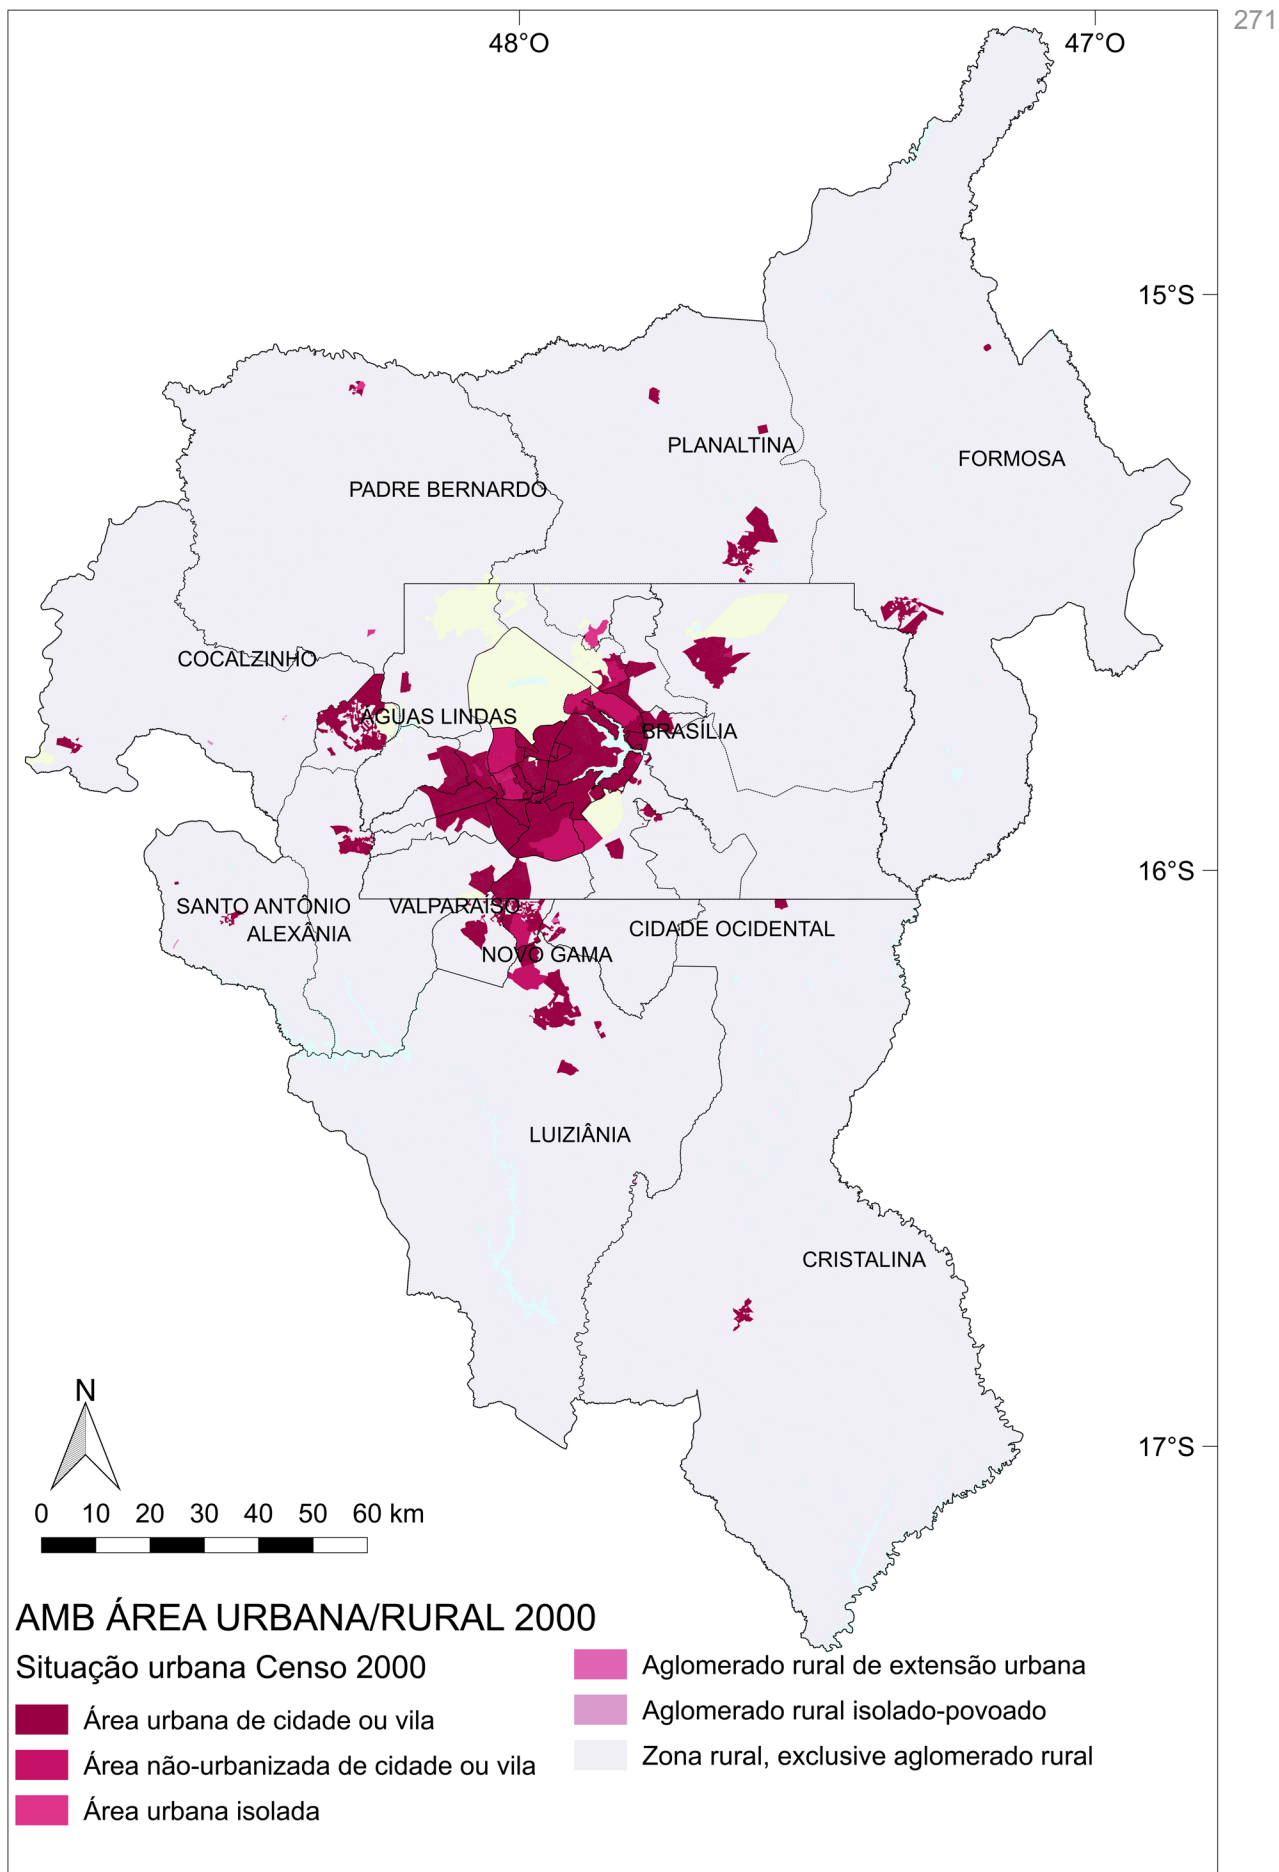 271
48°O
47°O
15°S
PLANALTINA
FORMOSA
PADRE BERNARDO
COCALZINHO
ÁGUAS LINDAS
BRASÍLIA
16°S
SANTO ANTÔNIO
VALPARAÍSO
ALEXÂNIA
CIDADE OCIDENTAL
NOVO GAMA
LUIZIÂNIA
CRISTALINA
N
17°S
0 10 20 30 40 50 60 km
AMB ÁREA URBANA/RURAL 2000
Situação urbana Censo 2000
Área urbana de cidade ou vila
Área não-urbanizada de cidade ou vila
Área urbana isolada
Aglomerado rural de extensão urbana
Aglomerado rural isolado-povoado
Zona rural, exclusive aglomerado rural